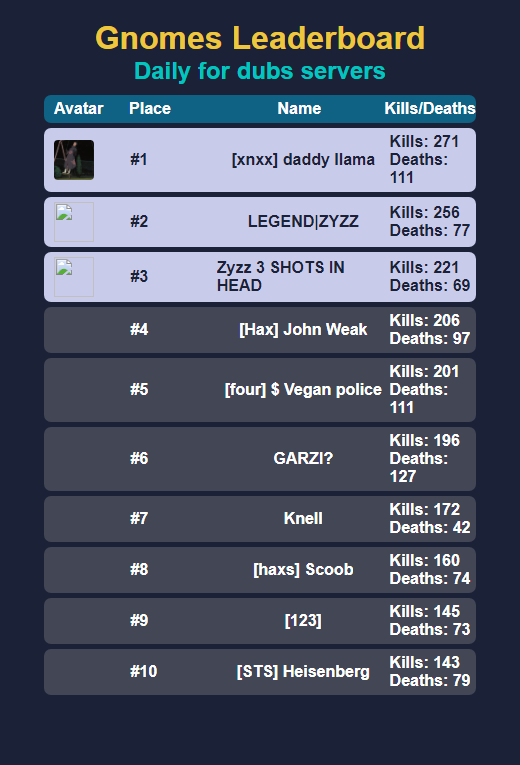 Gnomes Leaderboard
Daily for dubs servers
Avatar Place Name Kills/Deaths
#1 [xnxx] daddy llama Kills: 271
Deaths:
111
#2 LEGEND|ZYZZ Kills: 256
Deaths: 77
#3 Zyzz 3 SHOTS IN Kills: 221
HEAD Deaths: 69
#4 [Hax] John Weak Kills: 206
Deaths: 97
#5 [four] $ Vegan police Kills: 201
Deaths:
111
#6 GARZI? Kills: 196
Deaths:
127
#7 Knell Kills: 172
Deaths: 42
#8 [haxs] Scoob Kills: 160
Deaths: 74
#9 [123] Kills: 145
Deaths: 73
#10 [STS] Heisenberg Kills: 143
Deaths: 79